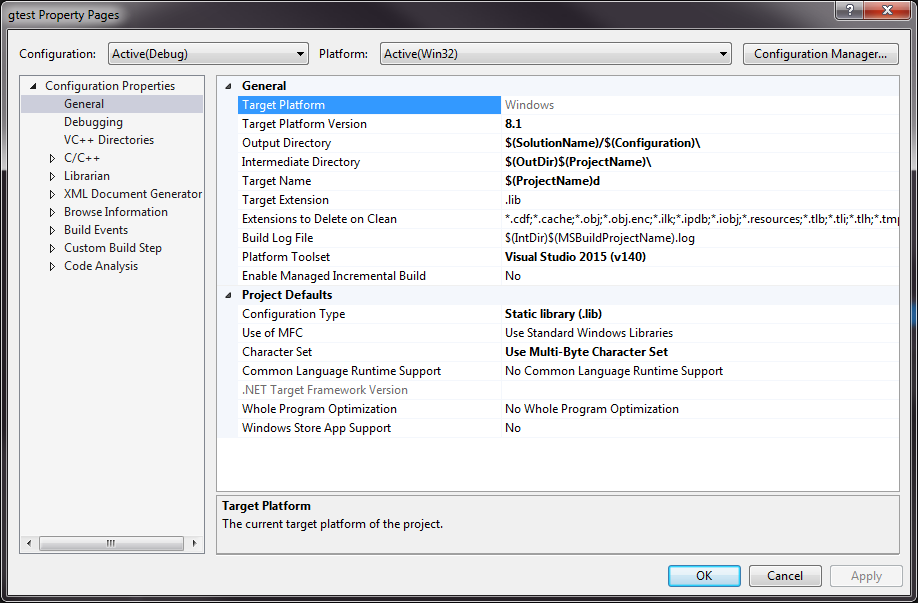 gtest Property Pages
Configuration: Active(Debug) Platform: Active(Win32) Configuration Manager...
Configuration Properties
General
Debugging
VC++ Directories
C/C++
Librarian
XML Document Generator
Browse Information
Build Events
Custom Build Step
Code Analysis
General
Target Platform Windows
Target Platform Version 8.1
Output Directory $(SolutionName)/$(Configuration)\
Intermediate Directory $(OutDir)$(ProjectName)\
Target Name $(ProjectName)d
Target Extension .lib
Extensions to Delete on Clean *.cdf;*.cache;*.obj;*.obj.enc;*.ilk;*.ipdb;*.iobj;*.resources;*.tlb;*.tli;*.tlh;*.tmp
Build Log File $(IntDir)$(MSBuildProjectName).log
Platform Toolset Visual Studio 2015 (v140)
Enable Managed Incremental Build No
Project Defaults
Configuration Type Static library (.lib)
Use of MFC Use Standard Windows Libraries
Character Set Use Multi-Byte Character Set
Common Language Runtime Support No Common Language Runtime Support
.NET Target Framework Version
Whole Program Optimization No Whole Program Optimization
Windows Store App Support No
Target Platform
The current target platform of the project.
OK Cancel Apply